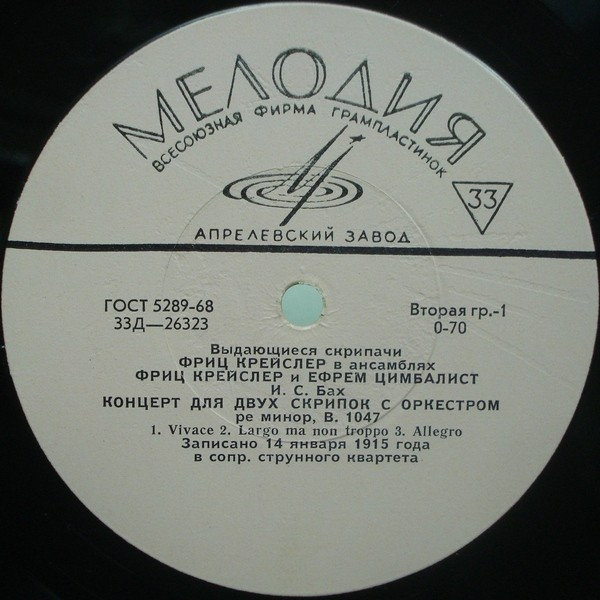 МЕЛОДИЯ
ВСЕСОЮЗНАЯ ФИРМА ГРАМПЛАСТИНОК
33
АПРЕЛЕВСКИЙ ЗАВОД
ГОСТ 5289-68
33Д—26323
Вторая гр.-1
0-70
Выдающиеся скрипачи
ФРИЦ КРЕЙСЛЕР в ансамблях
ФРИЦ КРЕЙСЛЕР и ЕФРЕМ ЦИМБАЛИСТ
И. С. Бах
КОНЦЕРТ ДЛЯ ДВУХ СКРИПОК С ОРКЕСТРОМ
ре минор, В. 1047
1. Vivace 2. Largo ma non troppo 3. Allegro
Записано 14 января 1915 года
в сопр. струнного квартета